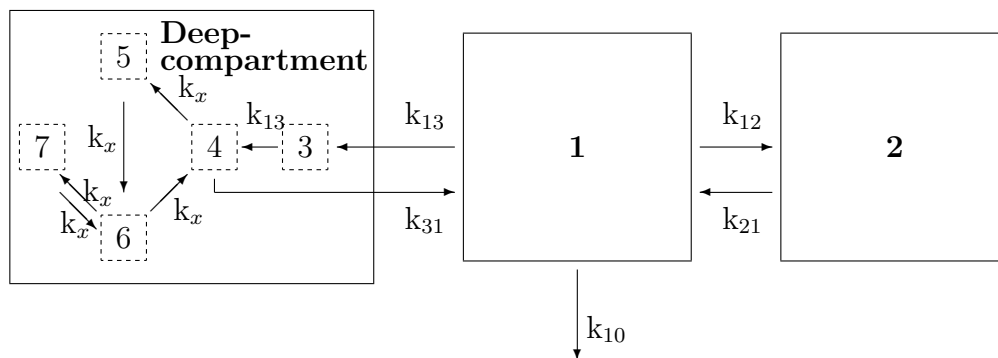 Deep-
compartment
5
k_x
k_13
k_13
k_12
k_x
7
4
3
1
2
k_x
k_x
k_x
k_31
k_21
6
k_10